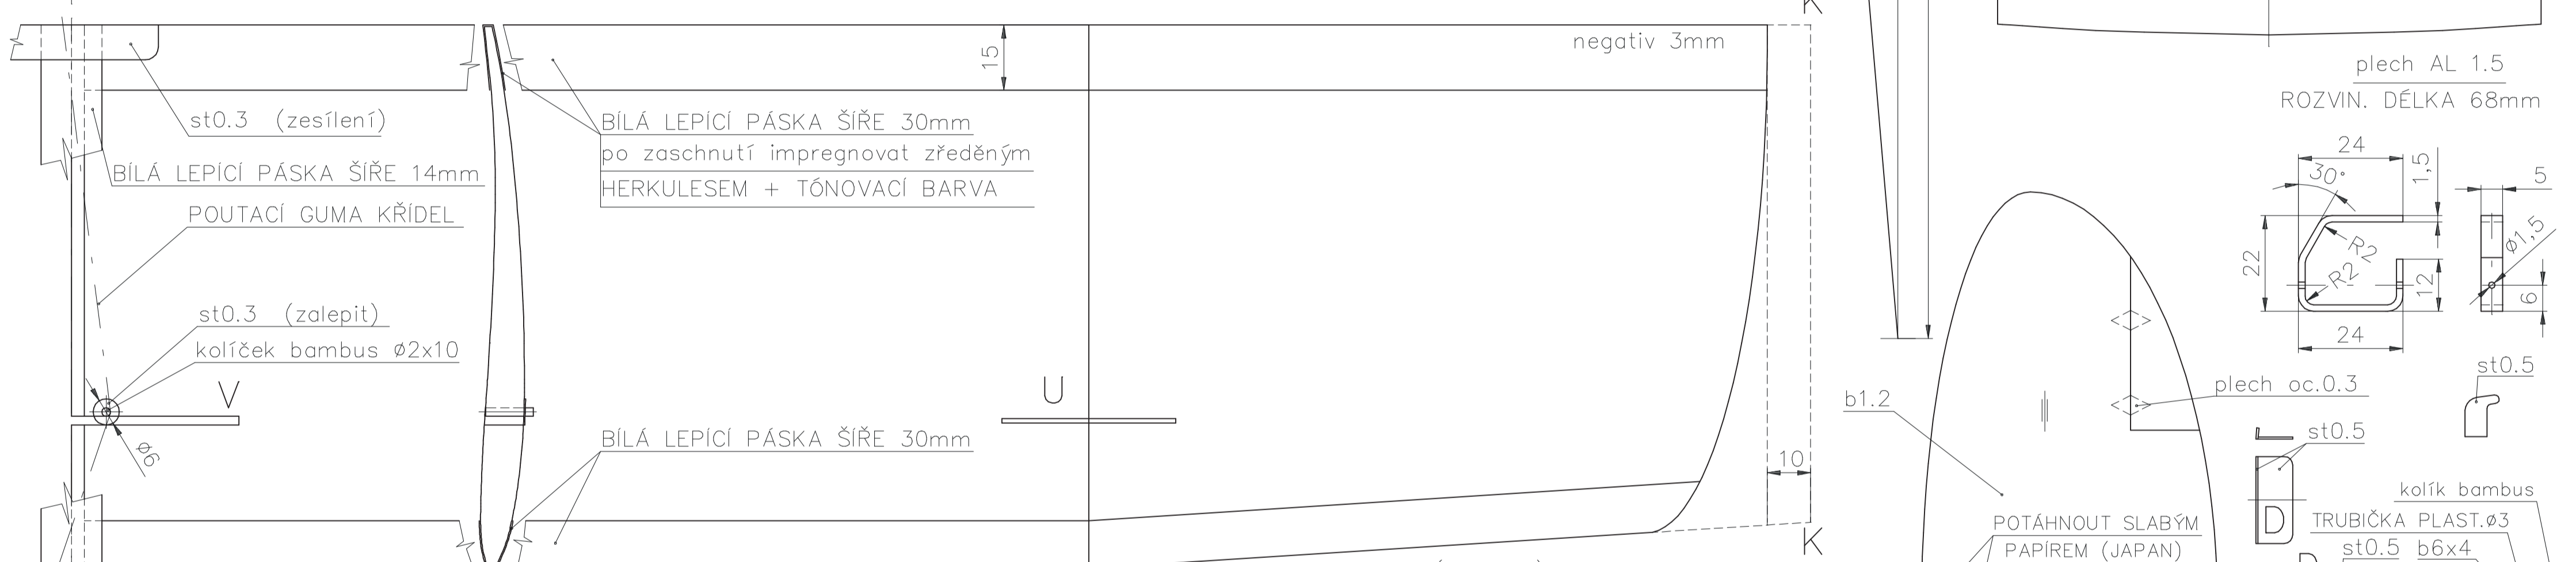 K
negativ 3mm
15
st0.3 (zesílení)
BÍLÁ LEPÍCÍ PÁSKA ŠÍŘE 14mm
POUTACÍ GUMA KŘÍDEL
BÍLÁ LEPÍCÍ PÁSKA ŠÍŘE 30mm
po zaschnutí impregnovat zředěným
HERKULESEM + TÓNOVACÍ BARVA
st0.3 (zalepit)
kolíček bambus ø2x10
V
ø6
U
BÍLÁ LEPÍCÍ PÁSKA ŠÍŘE 30mm
10
K
plech AL 1.5
ROZVIN. DÉLKA 68mm
24
30°
1,5
5
22
R2
R2
12
ø1,5
6
24
st0.5
plech oc.0.3
b1.2
st0.5
D
kolík bambus
POTÁHNOUT SLABÝM
PAPÍREM (JAPAN)
TRUBIČKA PLAST.ø3
st0.5 b6x4